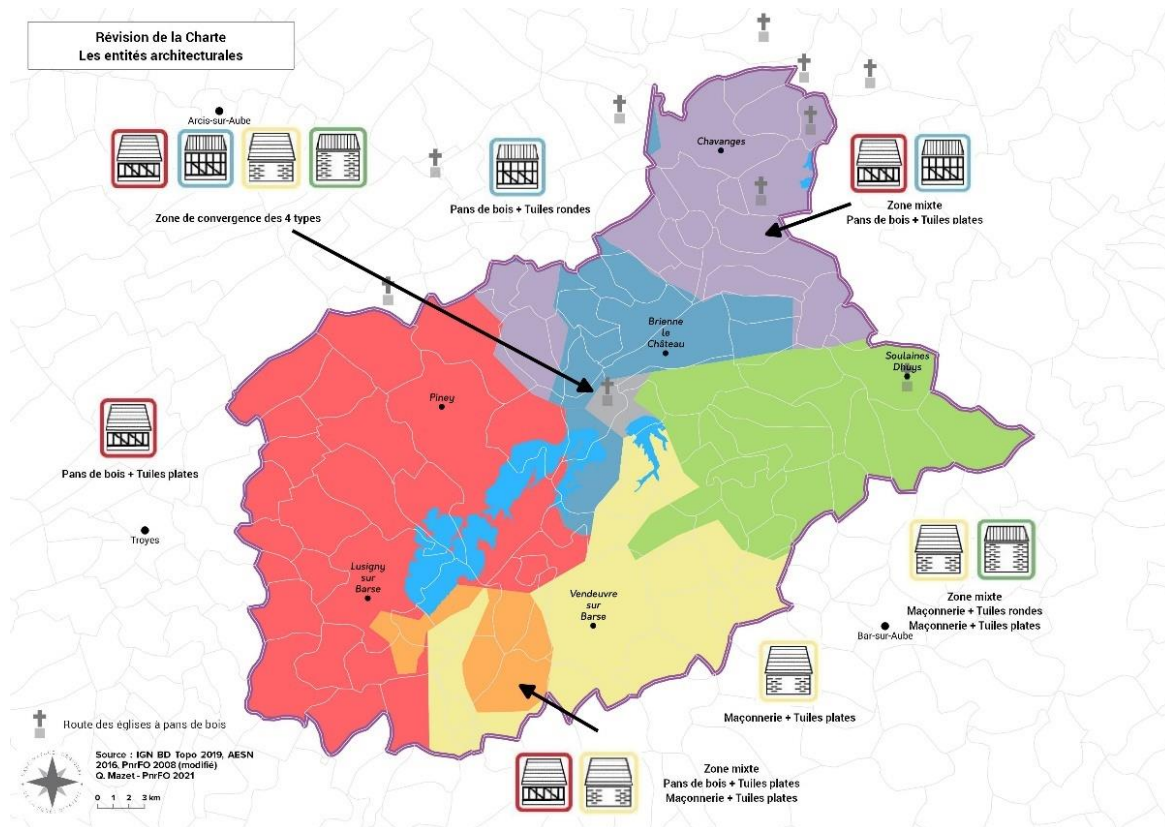 Révision de la Charte
Les entités architecturales
Arcis-sur-Aube
Zone de convergence des 4 types
Pans de bois + Tuiles rondes
Chavanges
Zone mixte
Pans de bois + Tuiles plates
Brienne
le
Château
Soulaines
Dhuys
Piney
Pans de bois + Tuiles plates
Troyes
Lusigny
sur
Barse
Vendeuvre
sur
Barse
Zone mixte
Maçonnerie + Tuiles rondes
Maçonnerie + Tuiles plates
Bar-sur-Aube
Maçonnerie + Tuiles plates
Route des églises à pans de bois
Source : IGN BD Topo 2019, AESN
2016, PnrFO 2008 (modifié)
Q. Mazet - PnrFO 2021
0 1 2 3 km
Zone mixte
Pans de bois + Tuiles plates
Maçonnerie + Tuiles plates